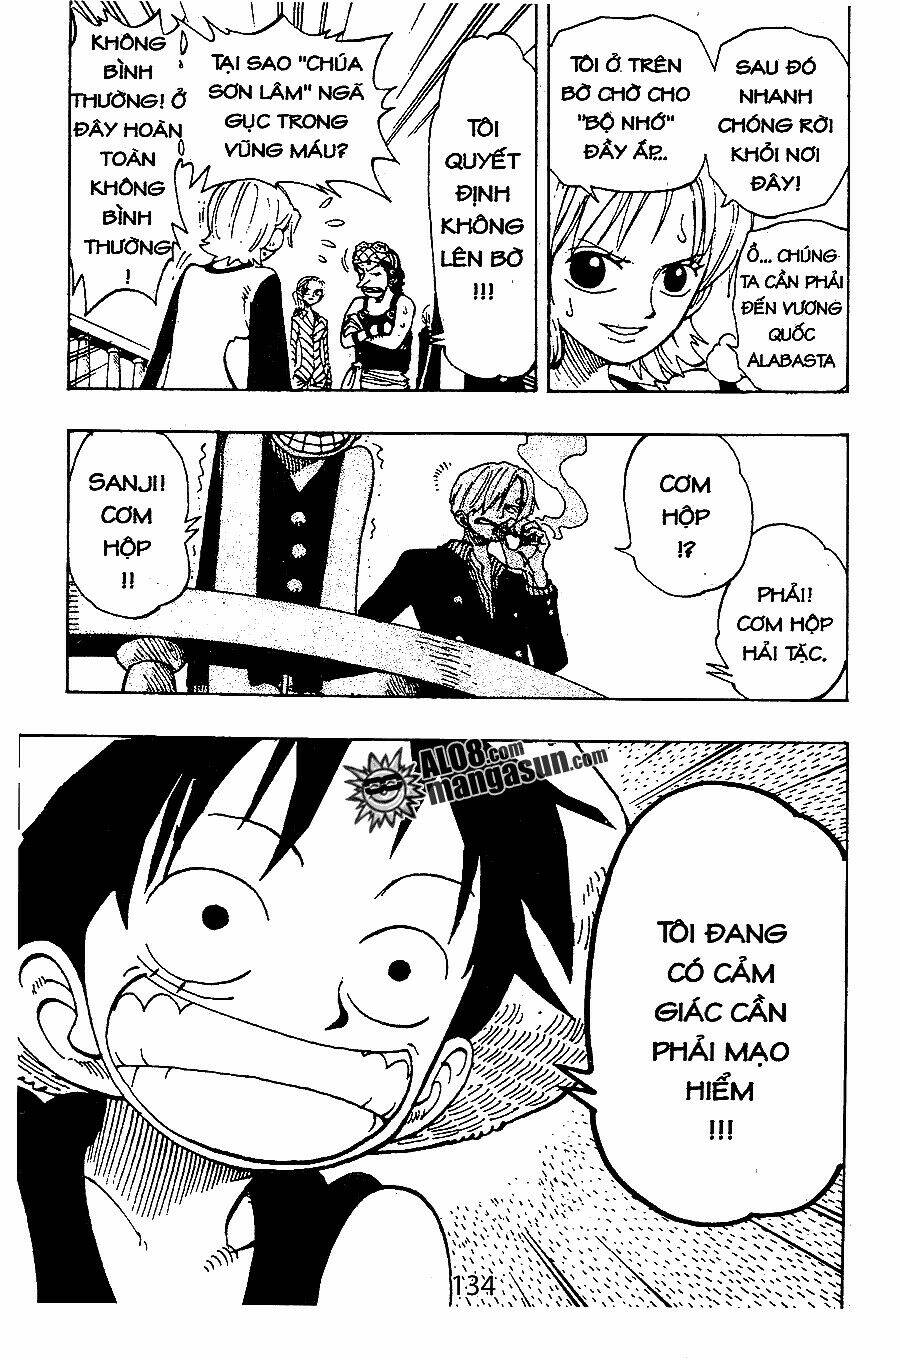 SAU ĐÓ
NHANH
CHÓNG RỜI
KHỎI NƠI
ĐÂY!
TÔI Ở TRÊN
BỜ CHỜ CHO
"BỘ NHỚ"
ĐẦY ẮP...
Ồ... CHÚNG
TA CẦN PHẢI
ĐẾN VƯƠNG
QUỐC
ALABASTA
TÔI
QUYẾT
ĐỊNH
KHÔNG
LÊN BỜ
!!!
TẠI SAO "CHÚA
SƠN LÂM" NGÃ
GỤC TRONG
VŨNG MÁU?
KHÔNG
BÌNH
THƯỜNG! Ở
ĐÂY HOÀN
TOÀN
KHÔNG
BÌNH
THƯỜNG
!
PHẢI!
CƠM HỘP
HẢI TẶC.
CƠM
HỘP
!?
SANJI!
CƠM
HỘP
!!
AL08.com
mangasun.com
TÔI ĐANG
CÓ CẢM
GIÁC CẦN
PHẢI MẠO
HIỂM
!!!
134